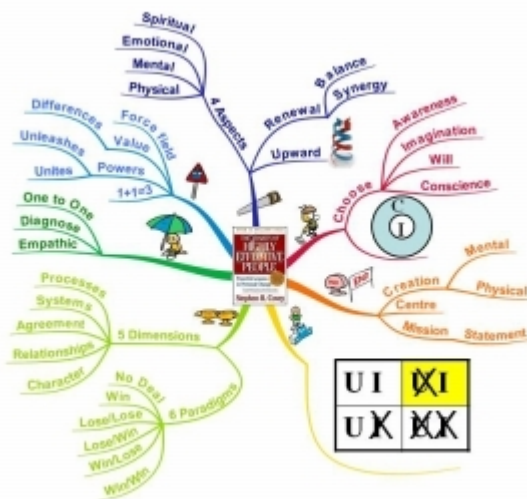 Spiritual
Emotional
Mental
Physical
4 Aspects
Balance
Synergy
Renewal
Upward
Awareness
Imagination
Will
Conscience
Choose
C
I
Mental
Physical
Creation
Centre
Mission Statement
Differences
Force field
Value
Unleashes
Unites
Powers
1+1=3
One to One
Diagnose
Empathic
HIGHLY
EFFECTIVE
PEOPLE
Stephen R. Covey
Processes
Systems
Agreement
Relationships
Character
5 Dimensions
No Deal
Win
Lose/Lose
Lose/Win
Win/Lose
Win/Win
6 Paradigms
U I
U I
U I
U I